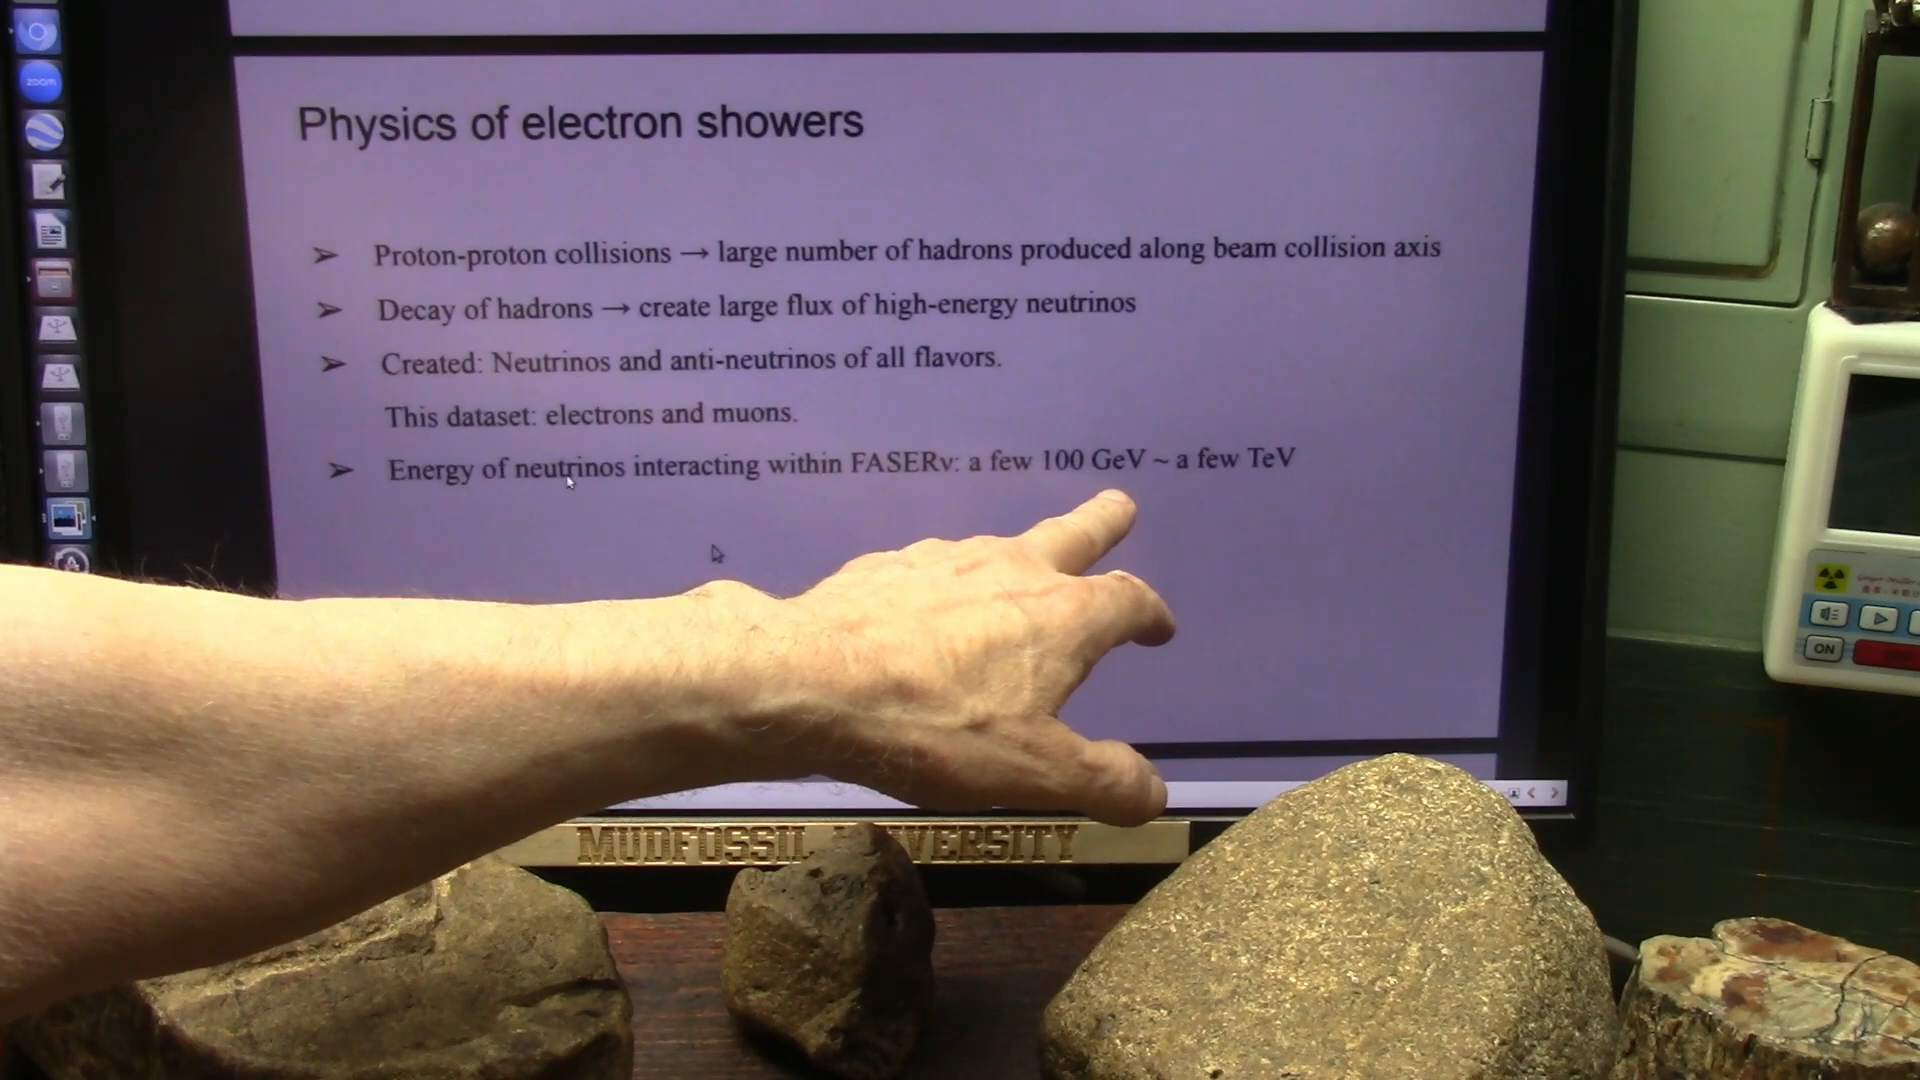 zoom
Physics of electron showers
➢ Proton-proton collisions → large number of hadrons produced along beam collision axis
➢ Decay of hadrons → create large flux of high-energy neutrinos
➢ Created: Neutrinos and anti-neutrinos of all flavors.
This dataset: electrons and muons.
➢ Energy of neutrinos interacting within FASERν: a few 100 GeV ~ a few TeV
MUDFOSSIL VERSITY
ON